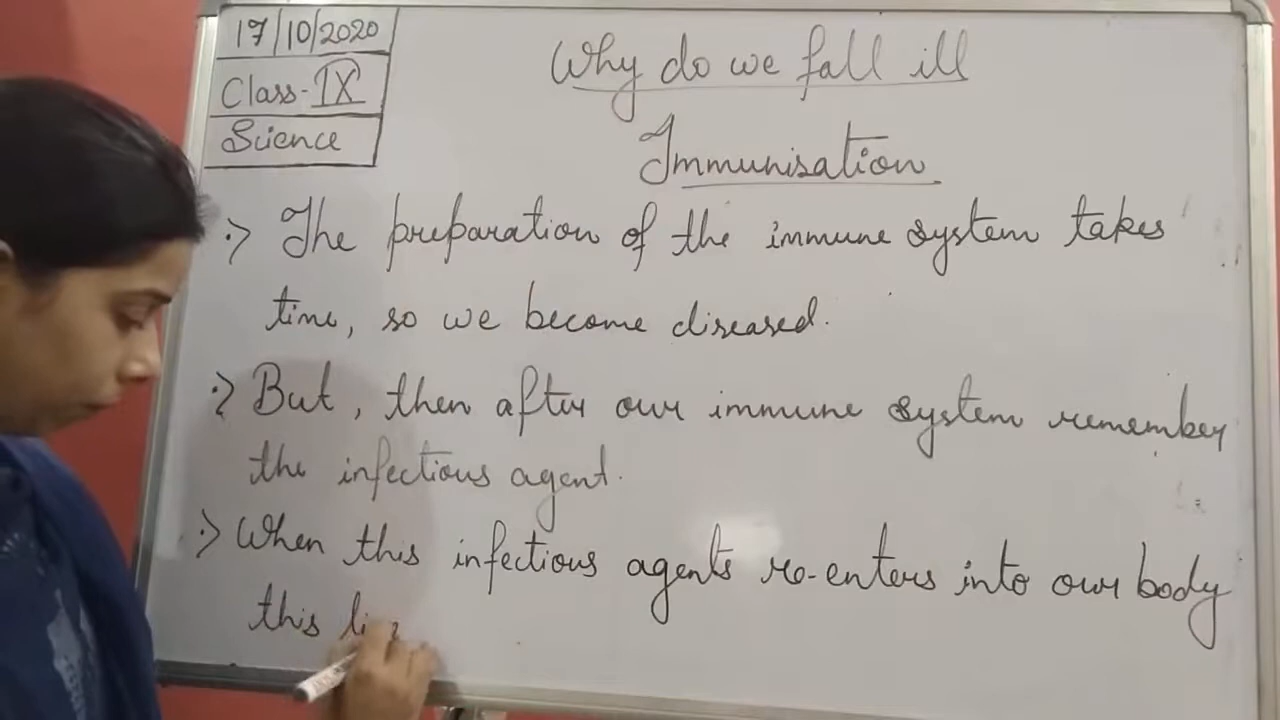 17/10/2020
Class-IX
Science
Why do we fall ill
Immunisation
:> The preparation of the immune system takes
time, so we become diseased.
:> But, then after our immune system remember
the infectious agent.
:> When this infectious agents re-enters into our body
this